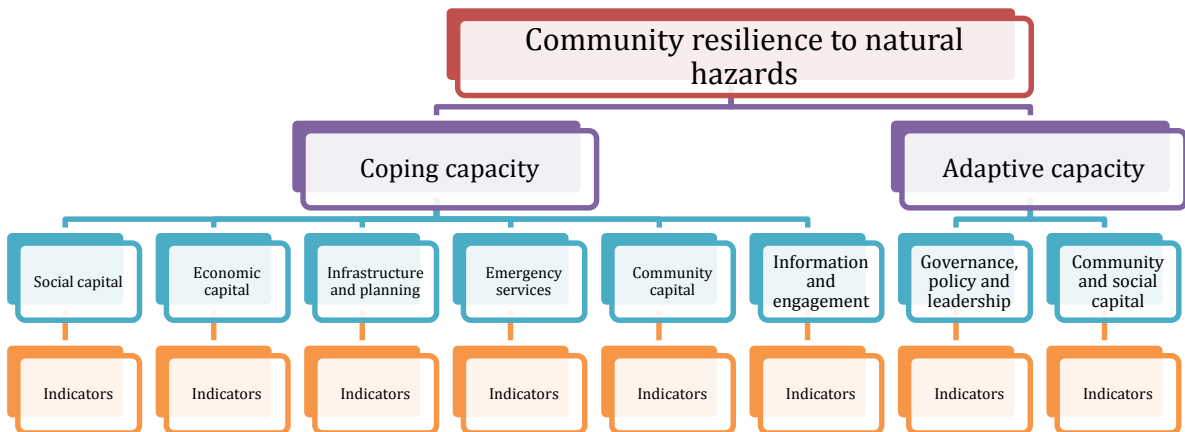 Community resilience to natural
hazards
Coping capacity
Adaptive capacity
Social capital
Economic
capital
Infrastructure
and planning
Emergency
services
Community
capital
Information
and
engagement
Governance,
policy and
leadership
Community
and social
capital
Indicators
Indicators
Indicators
Indicators
Indicators
Indicators
Indicators
Indicators